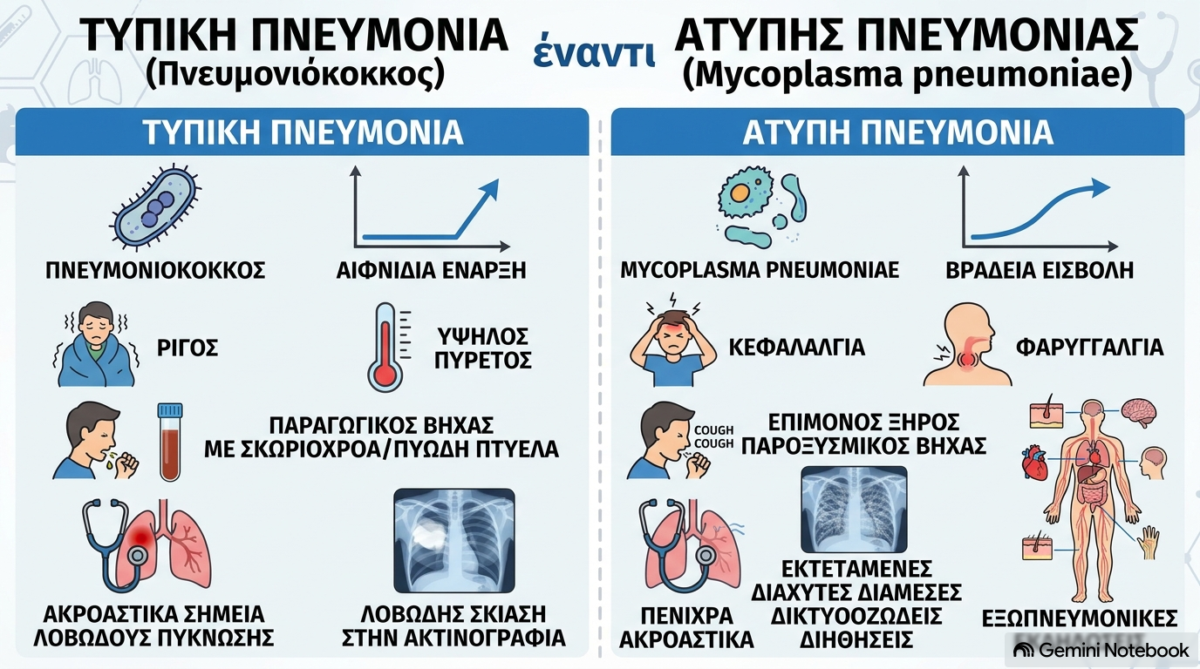 ΤΥΠΙΚΗ ΠΝΕΥΜΟΝΙΑ
(Πνευμονιόκοκκος)
έναντι
ΑΤΥΠΗΣ ΠΝΕΥΜΟΝΙΑΣ
(Mycoplasma pneumoniae)
ΤΥΠΙΚΗ ΠΝΕΥΜΟΝΙΑ
ΠΝΕΥΜΟΝΙΟΚΟΚΚΟΣ
ΑΙΦΝΙΔΙΑ ΕΝΑΡΞΗ
ΡΙΓΟΣ
ΥΨΗΛΟΣ
ΠΥΡΕΤΟΣ
ΠΑΡΑΓΩΓΙΚΟΣ ΒΗΧΑΣ
ΜΕ ΣΚΩΡΙΟΧΡΟΑ/ΠΥΩΔΗ ΠΤΥΕΛΑ
ΑΚΡΟΑΣΤΙΚΑ ΣΗΜΕΙΑ
ΛΟΒΩΔΟΥΣ ΠΥΚΝΩΣΗΣ
ΛΟΒΩΔΗΣ ΣΚΙΑΣΗ
ΣΤΗΝ ΑΚΤΙΝΟΓΡΑΦΙΑ
ΑΤΥΠΗ ΠΝΕΥΜΟΝΙΑ
MYCOPLASMA PNEUMONIAE
ΒΡΑΔΕΙΑ ΕΙΣΒΟΛΗ
ΚΕΦΑΛΑΛΓΙΑ
ΦΑΡΥΓΓΑΛΓΙΑ
COUGH
COUGH
ΕΠΙΜΟΝΟΣ ΞΗΡΟΣ
ΠΑΡΟΞΥΣΜΙΚΟΣ ΒΗΧΑΣ
ΠΕΝΙΧΡΑ
ΑΚΡΟΑΣΤΙΚΑ
ΕΚΤΕΤΑΜΕΝΕΣ
ΔΙΑΧΥΤΕΣ ΔΙΑΜΕΣΕΣ
ΔΙΚΤΥΟΟΖΩΔΕΙΣ
ΔΙΗΘΗΣΕΙΣ
ΕΞΩΠΝΕΥΜΟΝΙΚΕΣ
Gemini Notebook